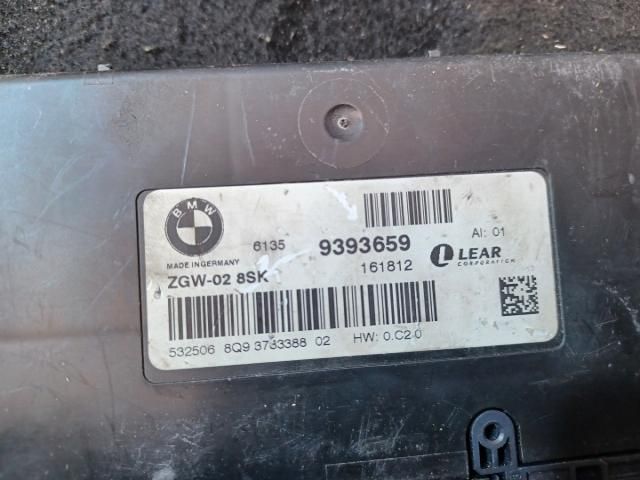 BMW
6135 9393659 AI: 01
MADE IN GERMANY
LEAR
CORPORATION
ZGW-02 8SK 161812
532506 8Q9 3733388 02 HW: 0.C2.0